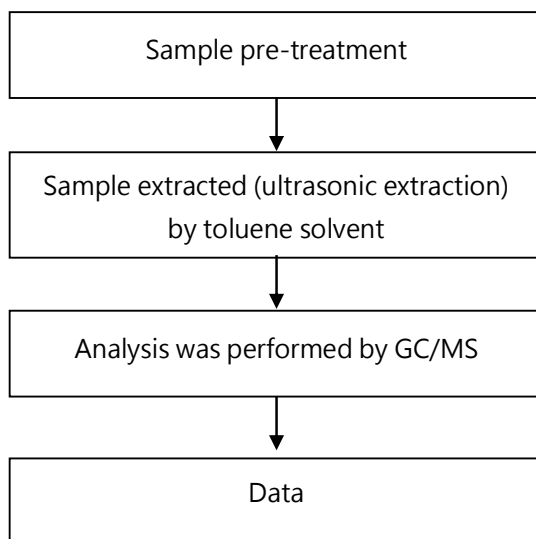 Sample pre-treatment
Sample extracted (ultrasonic extraction)
by toluene solvent
Analysis was performed by GC/MS
Data